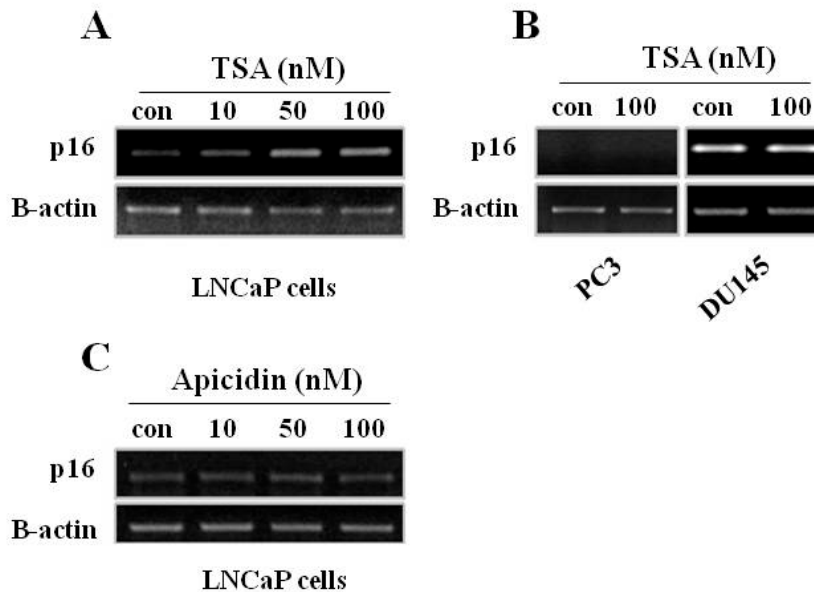 A
TSA (nM)
con 10 50 100
p16
B-actin
LNCaP cells
B
TSA (nM)
con 100 con 100
p16
B-actin
PC3 DU145
C
Apicidin (nM)
con 10 50 100
p16
B-actin
LNCaP cells